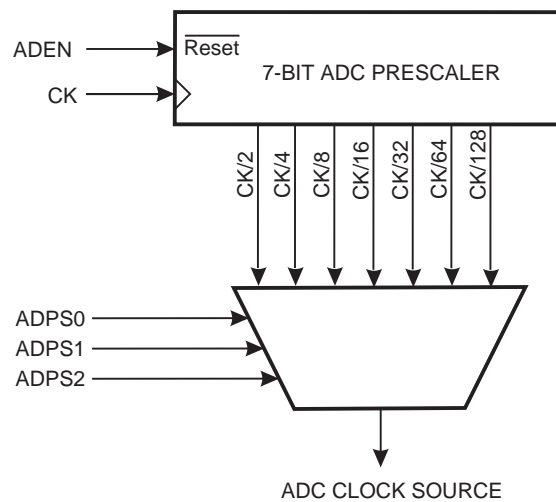 ADEN
Reset
7-BIT ADC PRESCALER
CK
CK/2
CK/4
CK/8
CK/16
CK/32
CK/64
CK/128
ADPS0
ADPS1
ADPS2
ADC CLOCK SOURCE